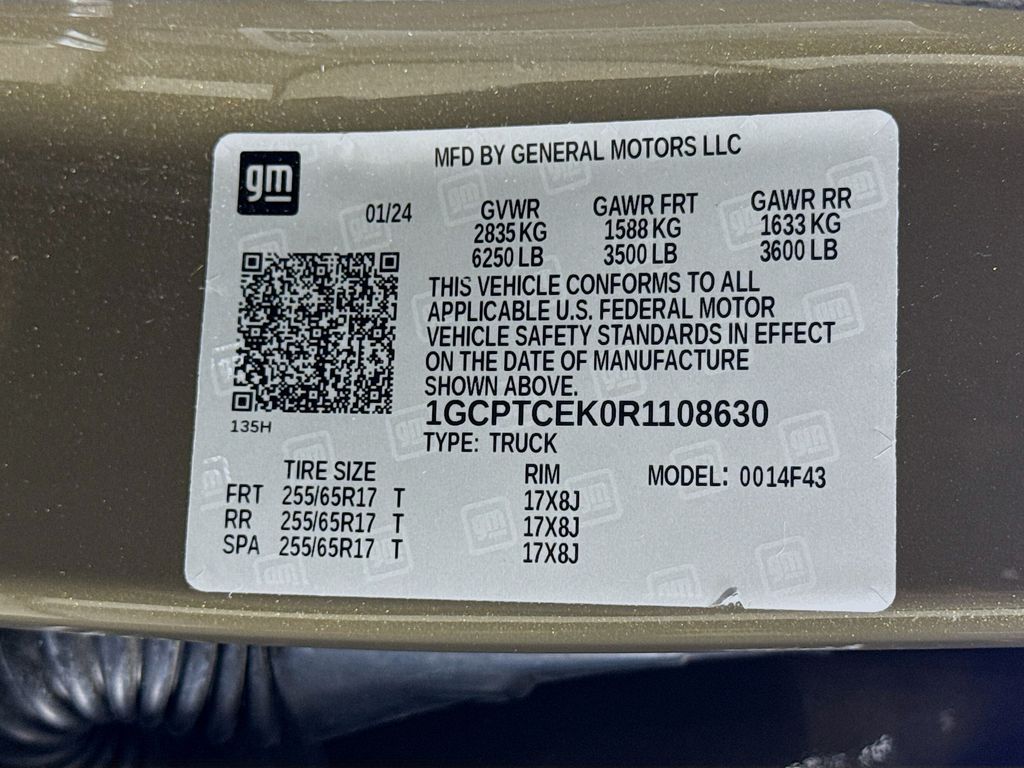 MFD BY GENERAL MOTORS LLC
gm
01/24
GVWR GAWR FRT GAWR RR
2835 KG 1588 KG 1633 KG
6250 LB 3500 LB 3600 LB
THIS VEHICLE CONFORMS TO ALL
APPLICABLE U.S. FEDERAL MOTOR
VEHICLE SAFETY STANDARDS IN EFFECT
ON THE DATE OF MANUFACTURE
SHOWN ABOVE.
1GCPTCEK0R1108630
135H
TYPE: TRUCK
TIRE SIZE RIM MODEL: 0014F43
FRT 255/65R17 T 17X8J
RR 255/65R17 T 17X8J
SPA 255/65R17 T 17X8J